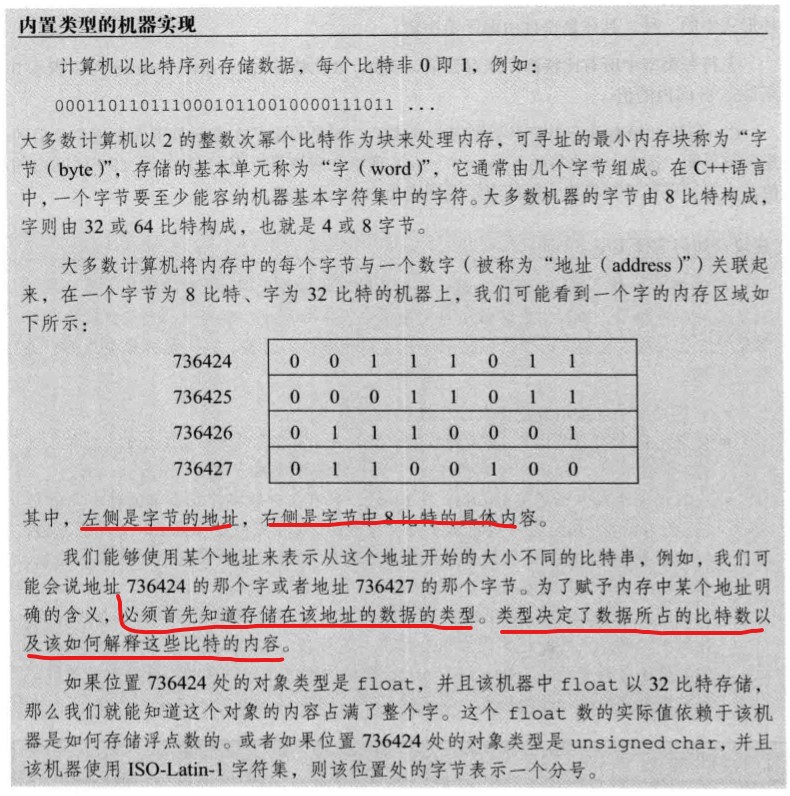 内置类型的机器实现
计算机以比特序列存储数据，每个比特非 0 即 1，例如：
00011011011100010110010000111011 ...
大多数计算机以 2 的整数次幂个比特作为块来处理内存，可寻址的最小内存块称为“字
节（byte）”，存储的基本单元称为“字（word）”，它通常由几个字节组成。在 C++语言
中，一个字节要至少能容纳机器基本字符集中的字符。大多数机器的字节由 8 比特构成，
字则由 32 或 64 比特构成，也就是 4 或 8 字节。
大多数计算机将内存中的每个字节与一个数字（被称为“地址（address）”）关联起
来，在一个字节为 8 比特、字为 32 比特的机器上，我们可能看到一个字的内存区域如
下所示：
736424 0 0 1 1 1 0 1 1
736425 0 0 0 1 1 0 1 1
736426 0 1 1 1 0 0 0 1
736427 0 1 1 0 0 1 0 0
其中，左侧是字节的地址，右侧是字节中 8 比特的具体内容。
我们能够使用某个地址来表示从这个地址开始的大小不同的比特串，例如，我们可
能会说地址 736424 的那个字或者地址 736427 的那个字节。为了赋予内存中某个地址明
确的含义，必须首先知道存储在该地址的数据的类型。类型决定了数据所占的比特数以
及该如何解释这些比特的内容。
如果位置 736424 处的对象类型是 float，并且该机器中 float 以 32 比特存储，
那么我们就能知道这个对象的内容占满了整个字。这个 float 数的实际值依赖于该机
器是如何存储浮点数的。或者如果位置 736424 处的对象类型是 unsigned char，并且
该机器使用 ISO-Latin-1 字符集，则该位置处的字节表示一个分号。